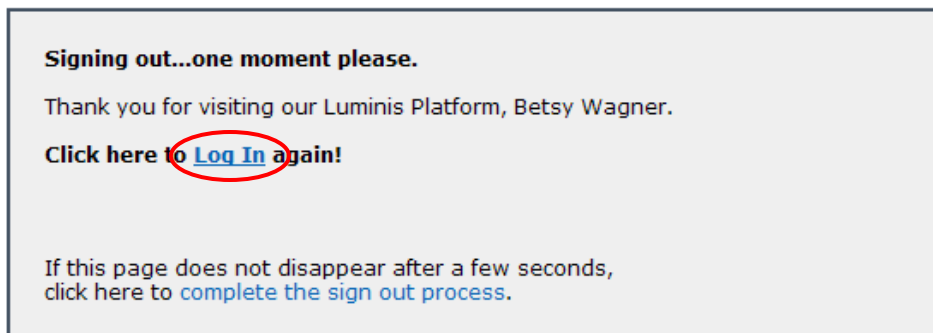 Signing out...one moment please.
Thank you for visiting our Luminis Platform, Betsy Wagner.
Click here to Log In again!
If this page does not disappear after a few seconds,
click here to complete the sign out process.